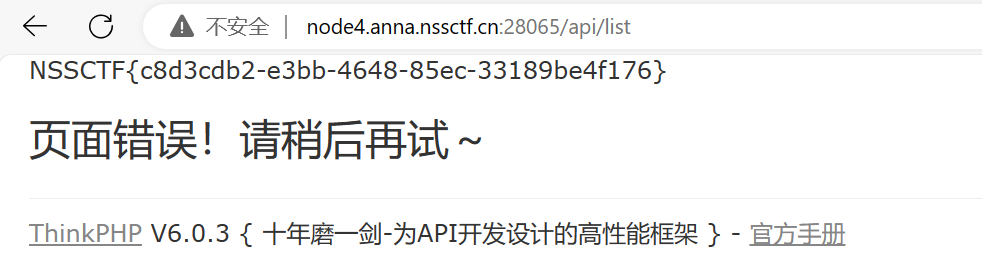 不安全 | node4.anna.nssctf.cn:28065/api/list
NSSCTF{c8d3cdb2-e3bb-4648-85ec-33189be4f176}
页面错误！请稍后再试～
ThinkPHP V6.0.3 { 十年磨一剑-为API开发设计的高性能框架 } - 官方手册